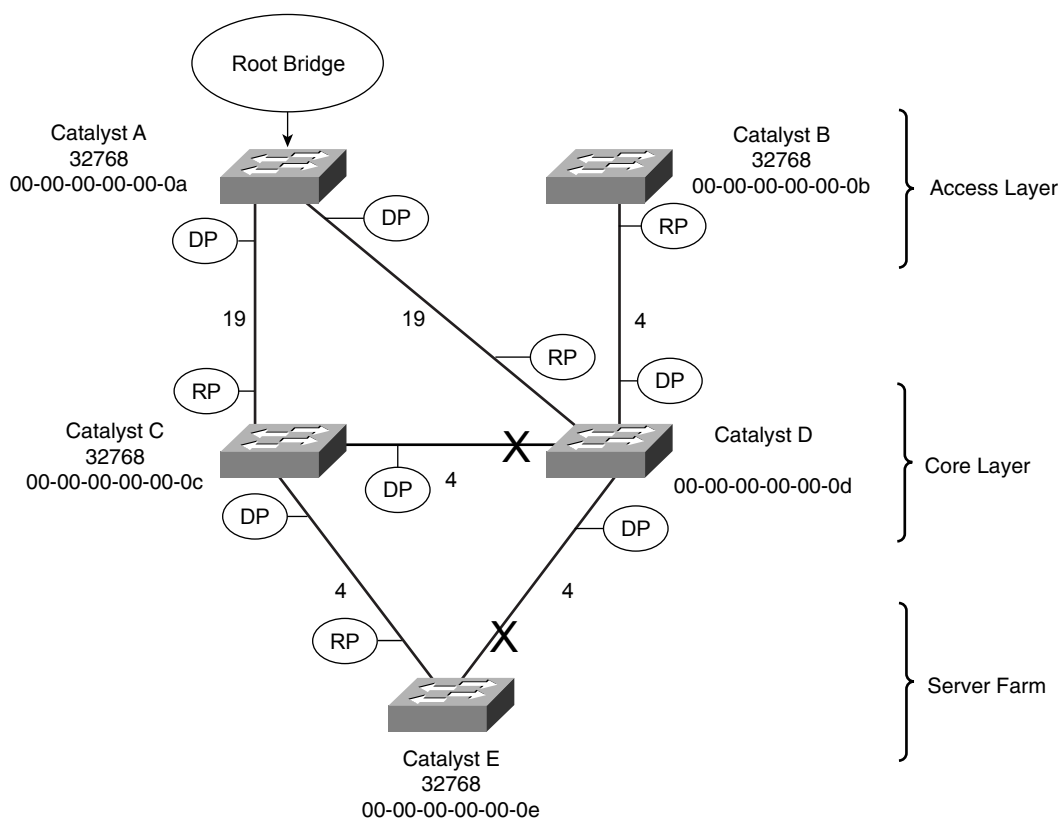 Root Bridge
Catalyst A
32768
00-00-00-00-00-0a
Catalyst B
32768
00-00-00-00-00-0b
Access Layer
DP
DP
RP
19
19
4
RP
RP
DP
Catalyst C
32768
00-00-00-00-00-0c
Catalyst D
00-00-00-00-00-0d
Core Layer
X
DP
4
DP
DP
4
4
RP
X
Server Farm
Catalyst E
32768
00-00-00-00-00-0e